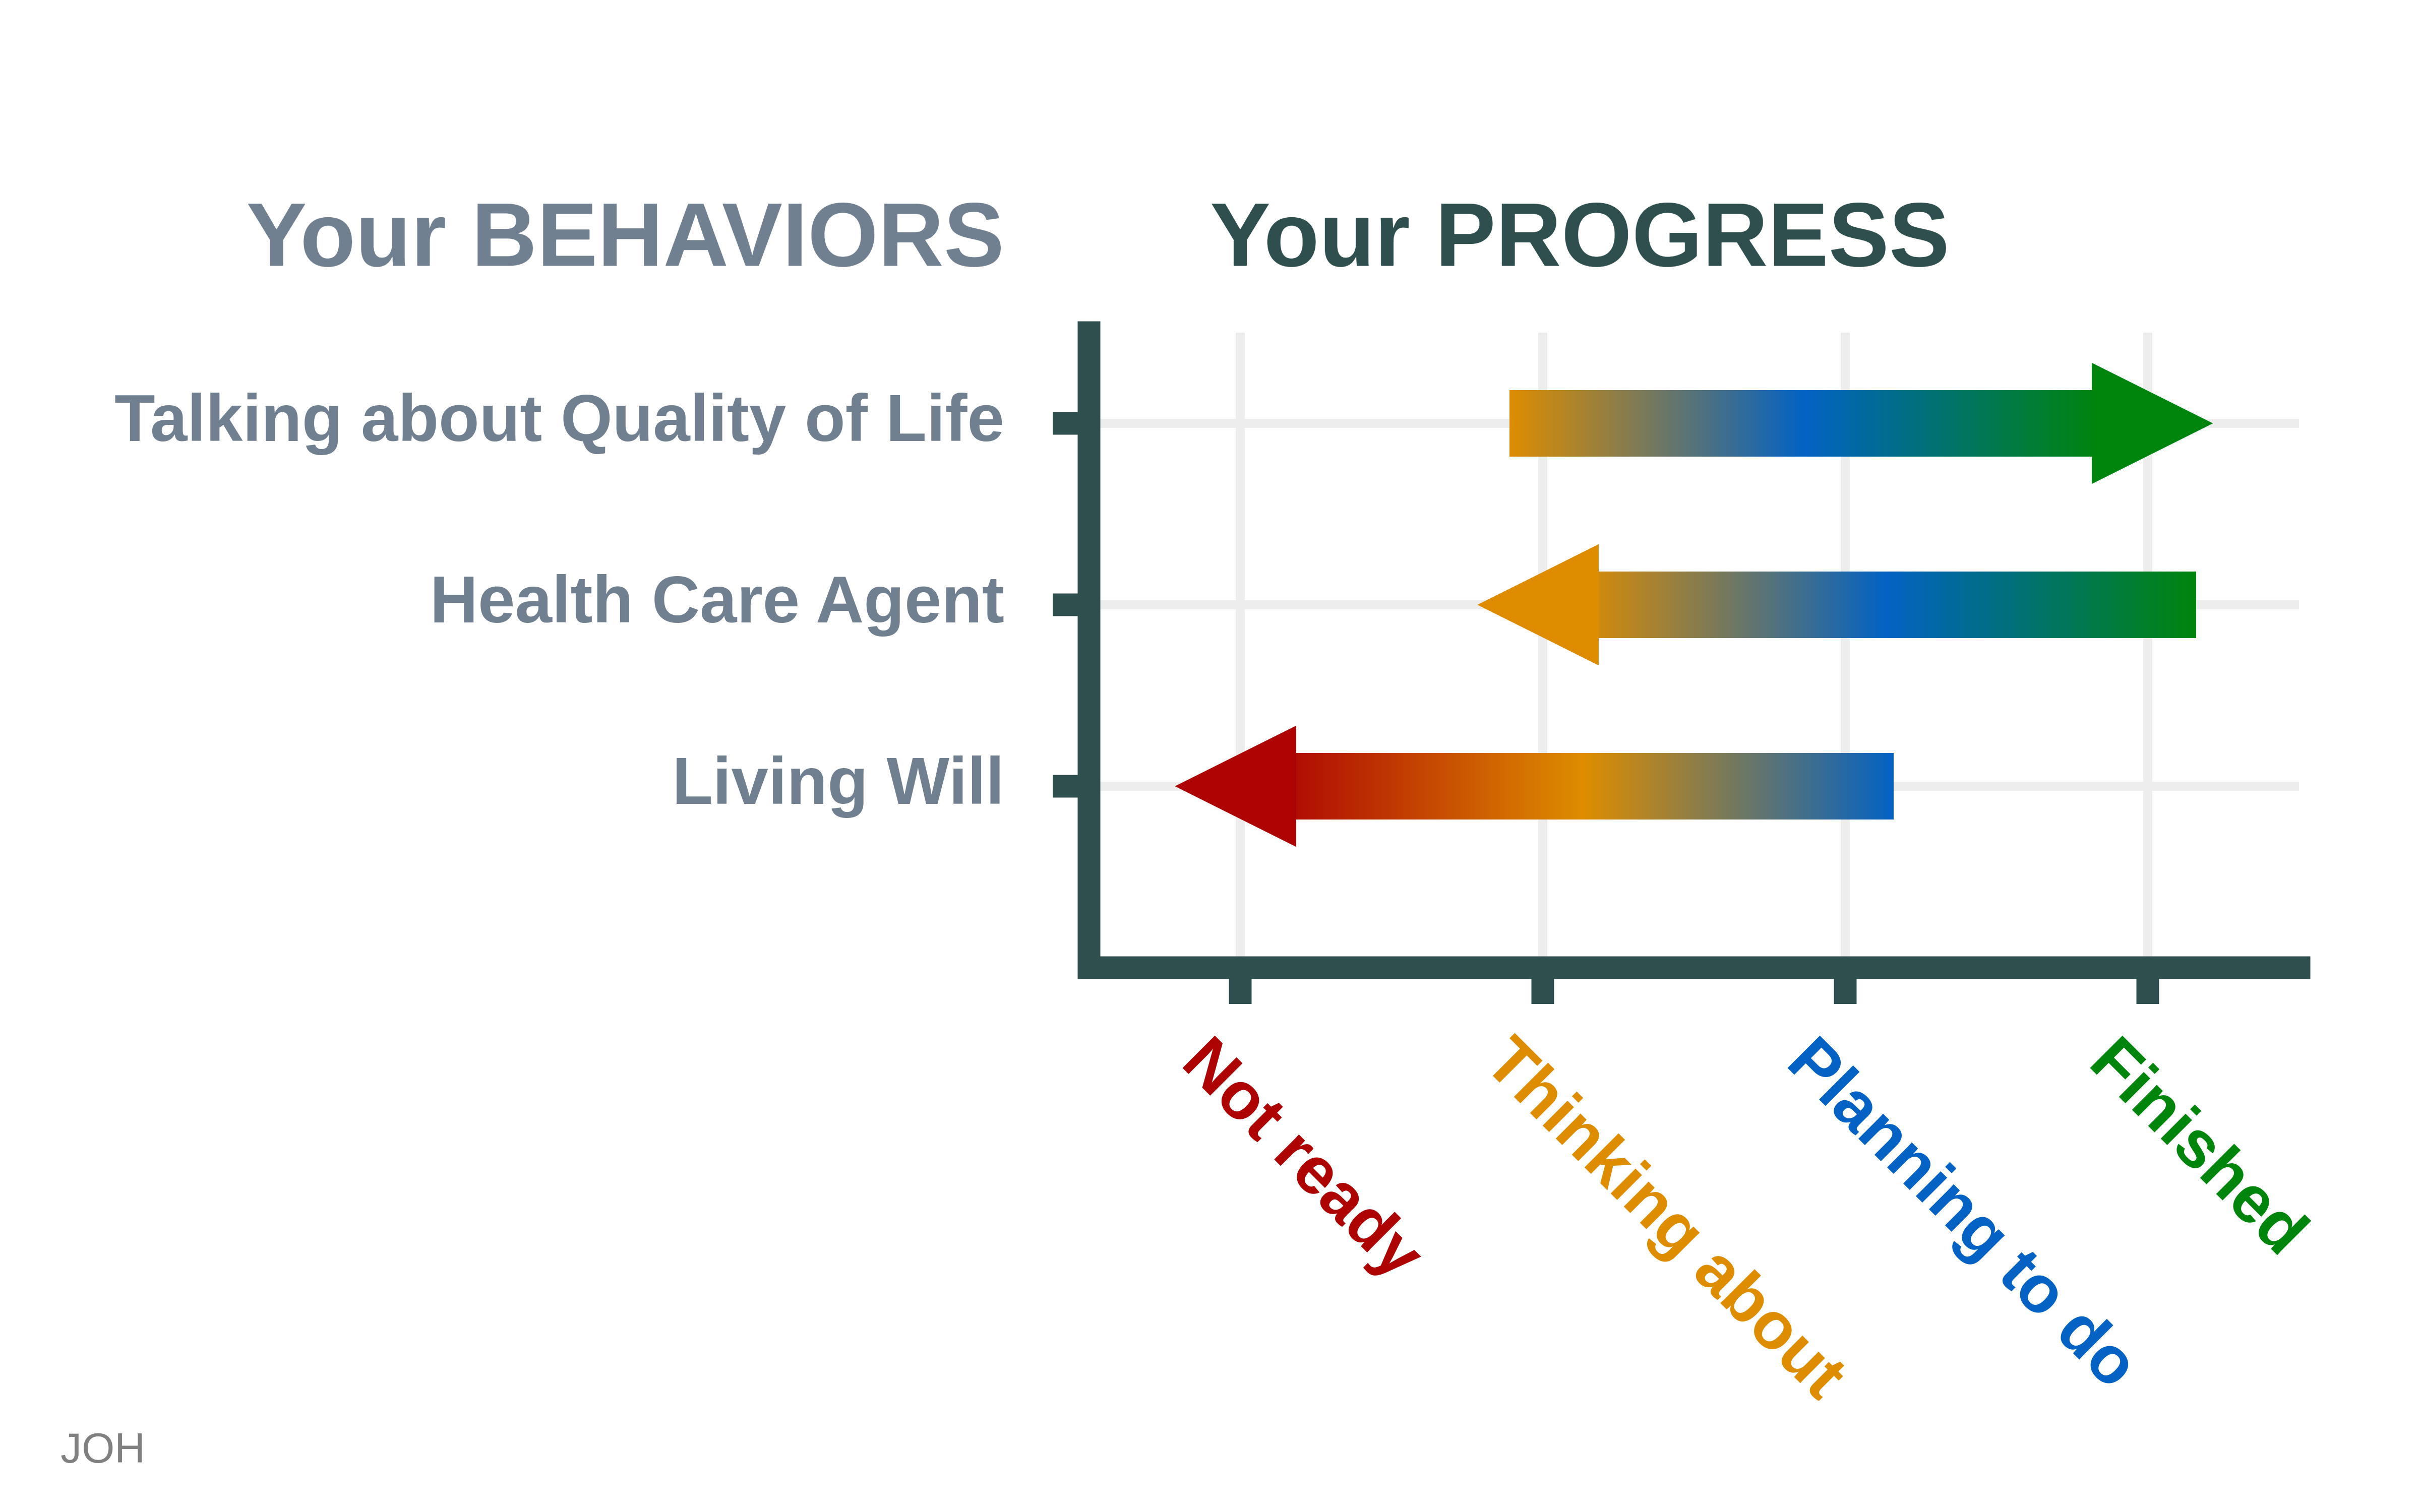 Your BEHAVIORS
Your PROGRESS
Talking about Quality of Life
Health Care Agent
Living Will
Not ready
Thinking about
Planning to do
Finished
JOH